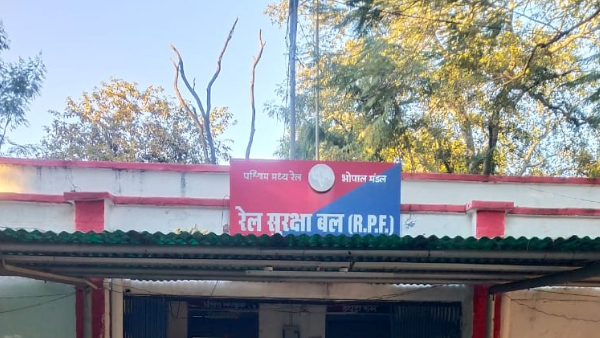 पश्चिम मध्य रेल भोपाल मंडल
रेल सुरक्षा बल (R.P.F.)